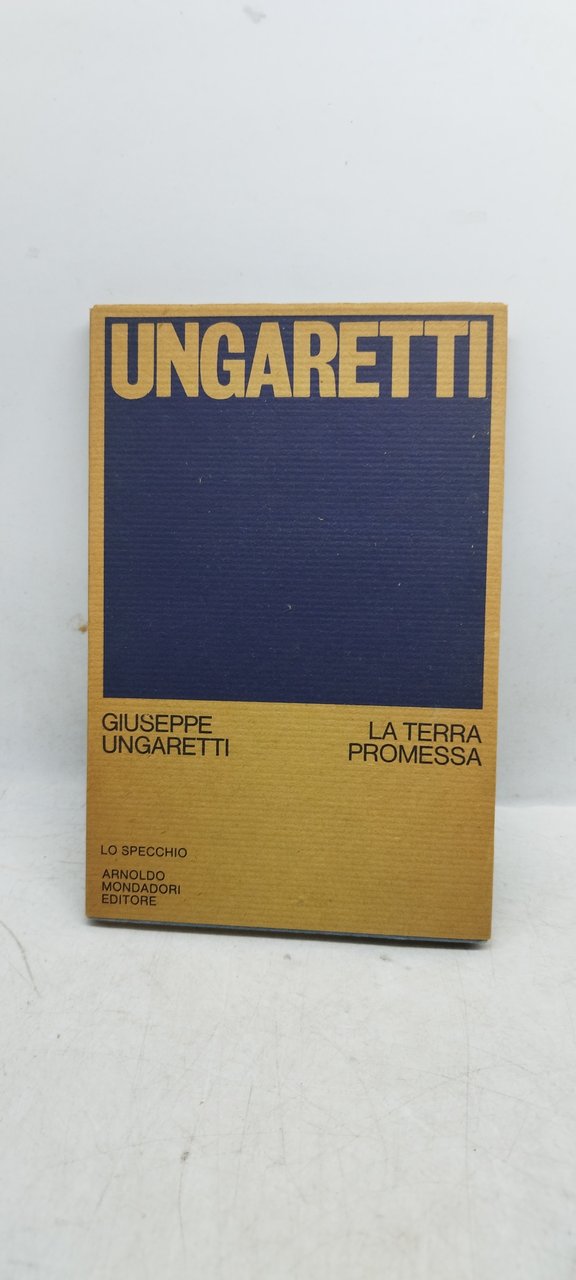 UNGARETTI
GIUSEPPE
UNGARETTI
LA TERRA
PROMESSA
LO SPECCHIO
ARNOLDO
MONDADORI
EDITORE